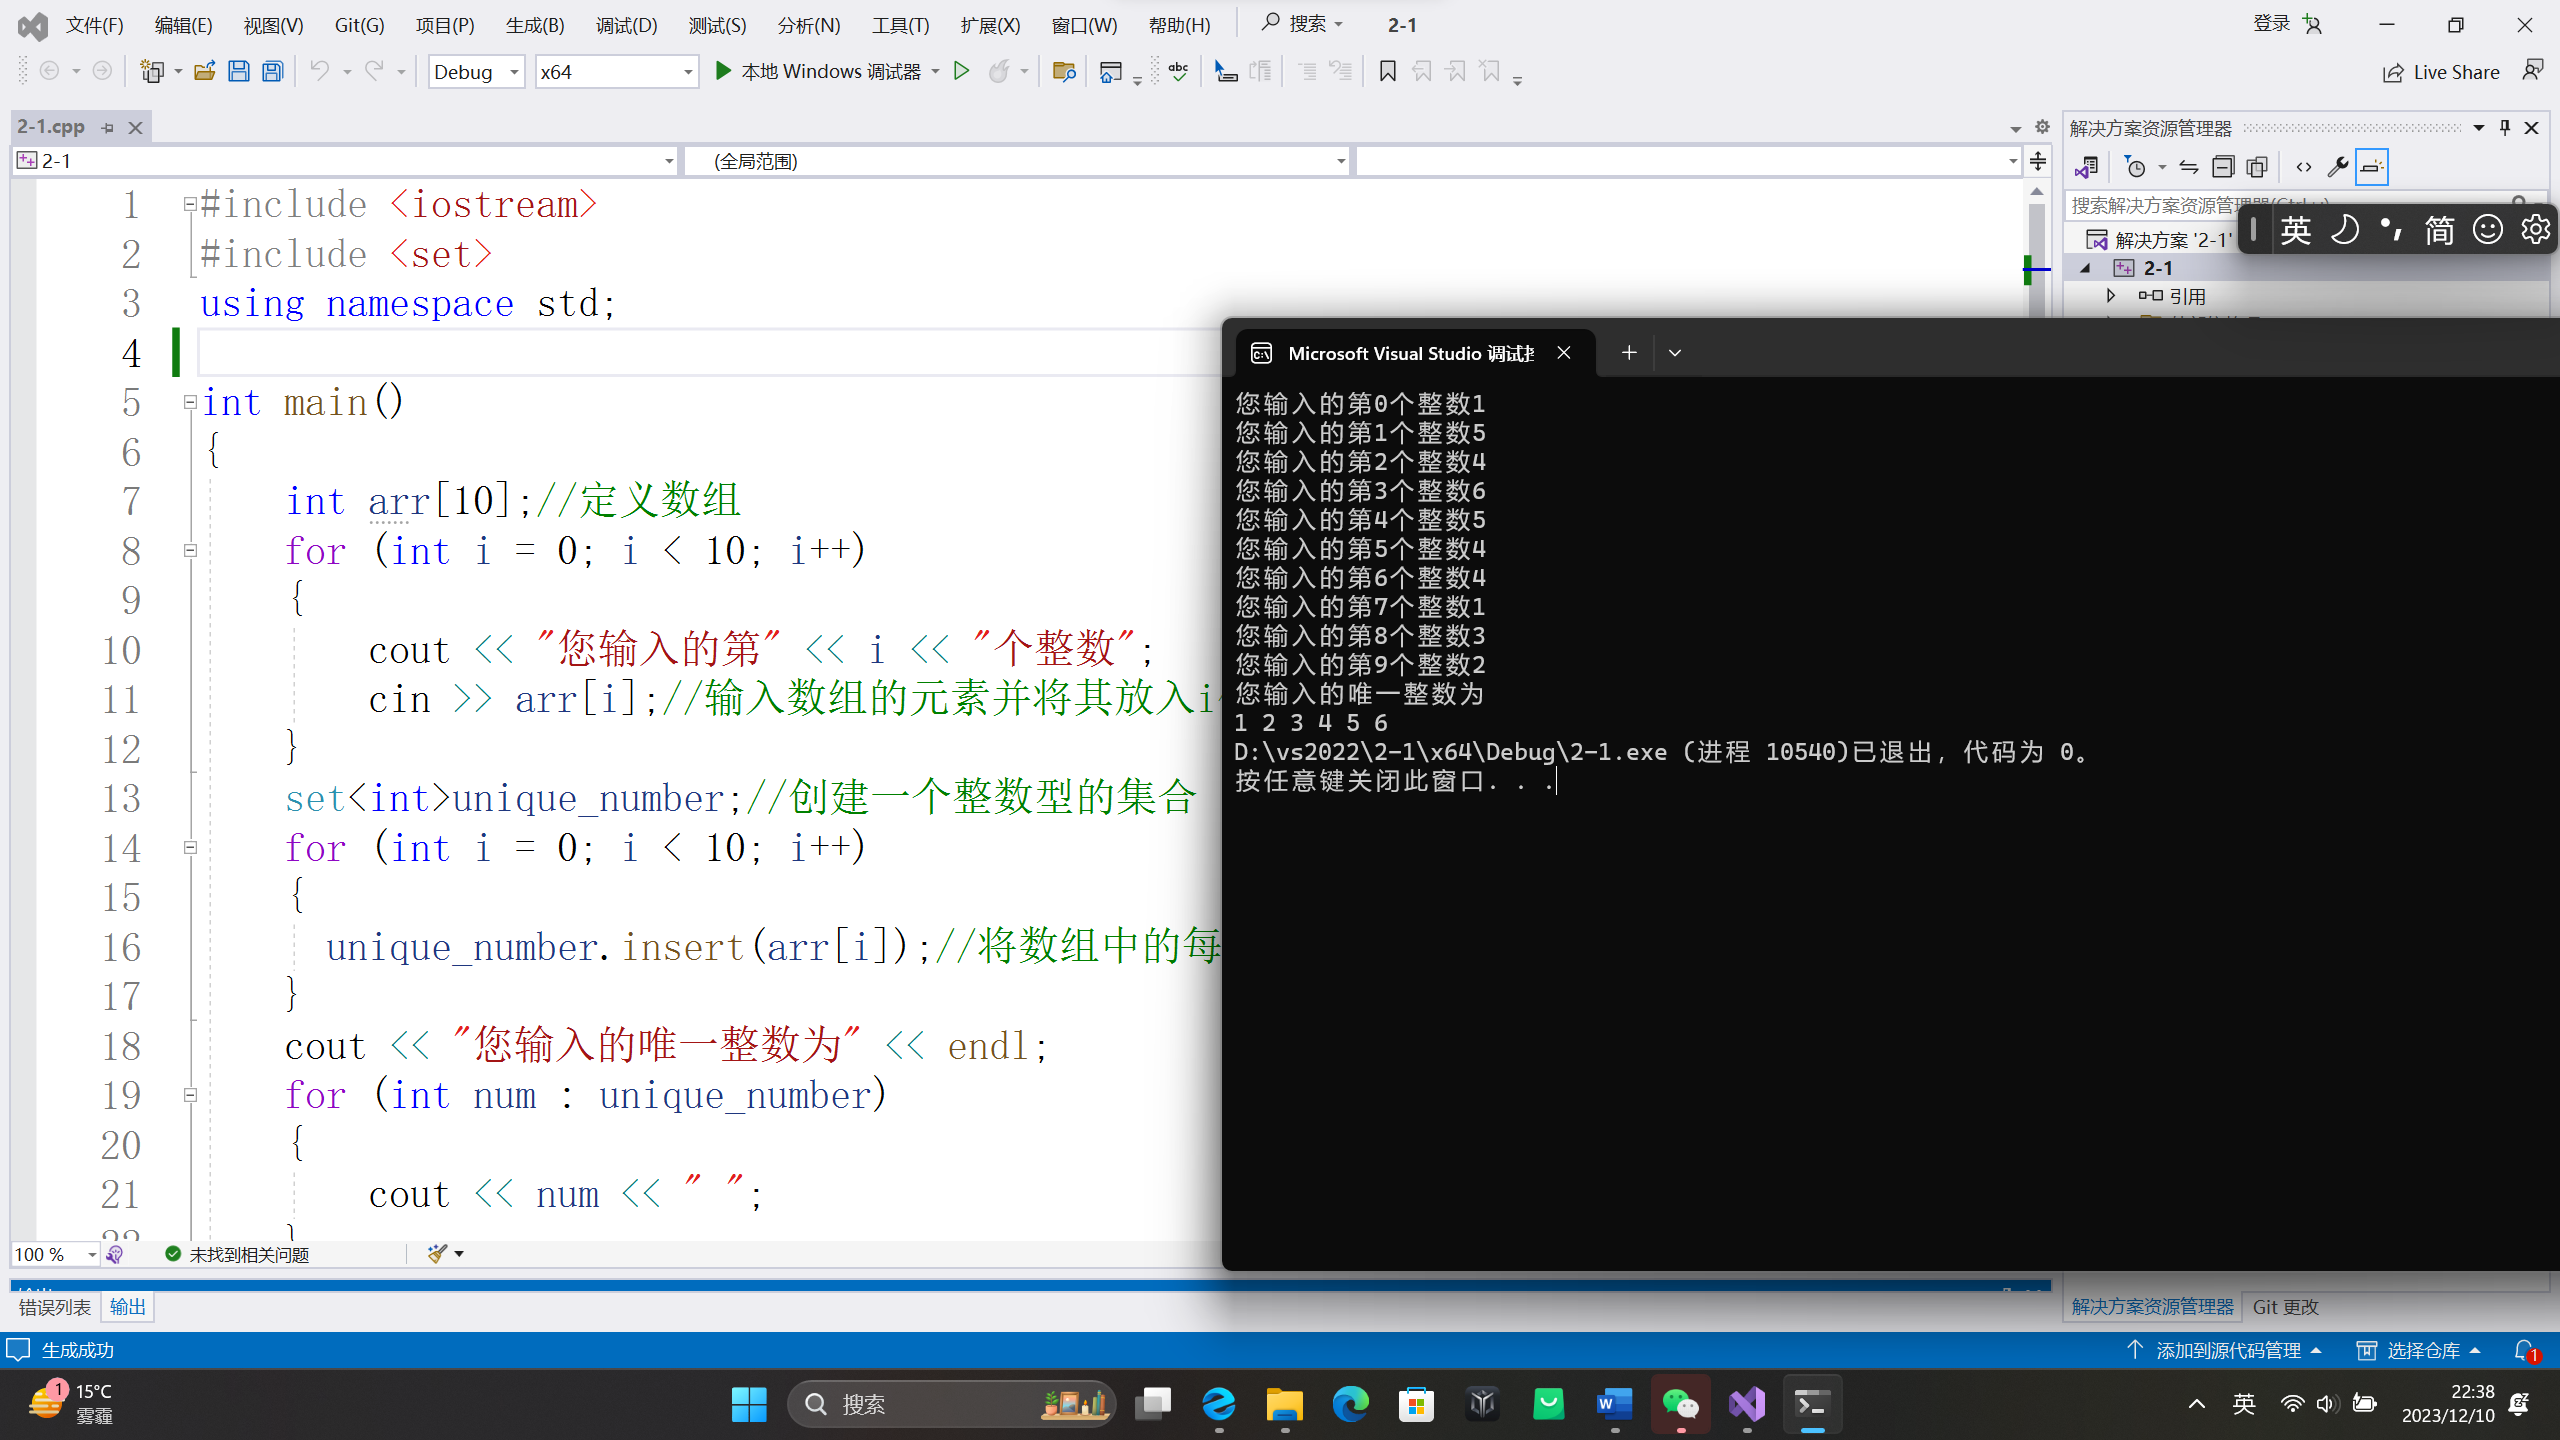 文件(F) 编辑(E) 视图(V) Git(G) 项目(P) 生成(B) 调试(D) 测试(S) 分析(N) 工具(T) 扩展(X) 窗口(W) 帮助(H) 搜索 2-1 登录
Debug x64 本地 Windows 调试器 Live Share
2-1.cpp
2-1 (全局范围)
1 #include <iostream>
2 #include <set>
3 using namespace std;
4
5 int main()
6 {
7 int arr[10];//定义数组
8 for (int i = 0; i < 10; i++)
9 {
10 cout << "您输入的第" << i << "个整数";
11 cin >> arr[i];//输入数组的元素并将其放入i
12 }
13 set<int>unique_number;//创建一个整数型的集合
14 for (int i = 0; i < 10; i++)
15 {
16 unique_number.insert(arr[i]);//将数组中的每
17 }
18 cout << "您输入的唯一整数为" << endl;
19 for (int num : unique_number)
20 {
21 cout << num << " ";
22 }
100 % 未找到相关问题
错误列表 输出
解决方案资源管理器
搜索解决方案资源管理器(Ctrl+;)
解决方案 '2-1'
2-1
引用
英 简
Microsoft Visual Studio 调试
您输入的第0个整数1
您输入的第1个整数5
您输入的第2个整数4
您输入的第3个整数6
您输入的第4个整数5
您输入的第5个整数4
您输入的第6个整数4
您输入的第7个整数1
您输入的第8个整数3
您输入的第9个整数2
您输入的唯一整数为
1 2 3 4 5 6
D:\vs2022\2-1\x64\Debug\2-1.exe (进程 10540)已退出，代码为 0。
按任意键关闭此窗口. . .
解决方案资源管理器 Git 更改
生成成功 添加到源代码管理 选择仓库 1
1 15°C
雾霾
搜索
英
22:38
2023/12/10